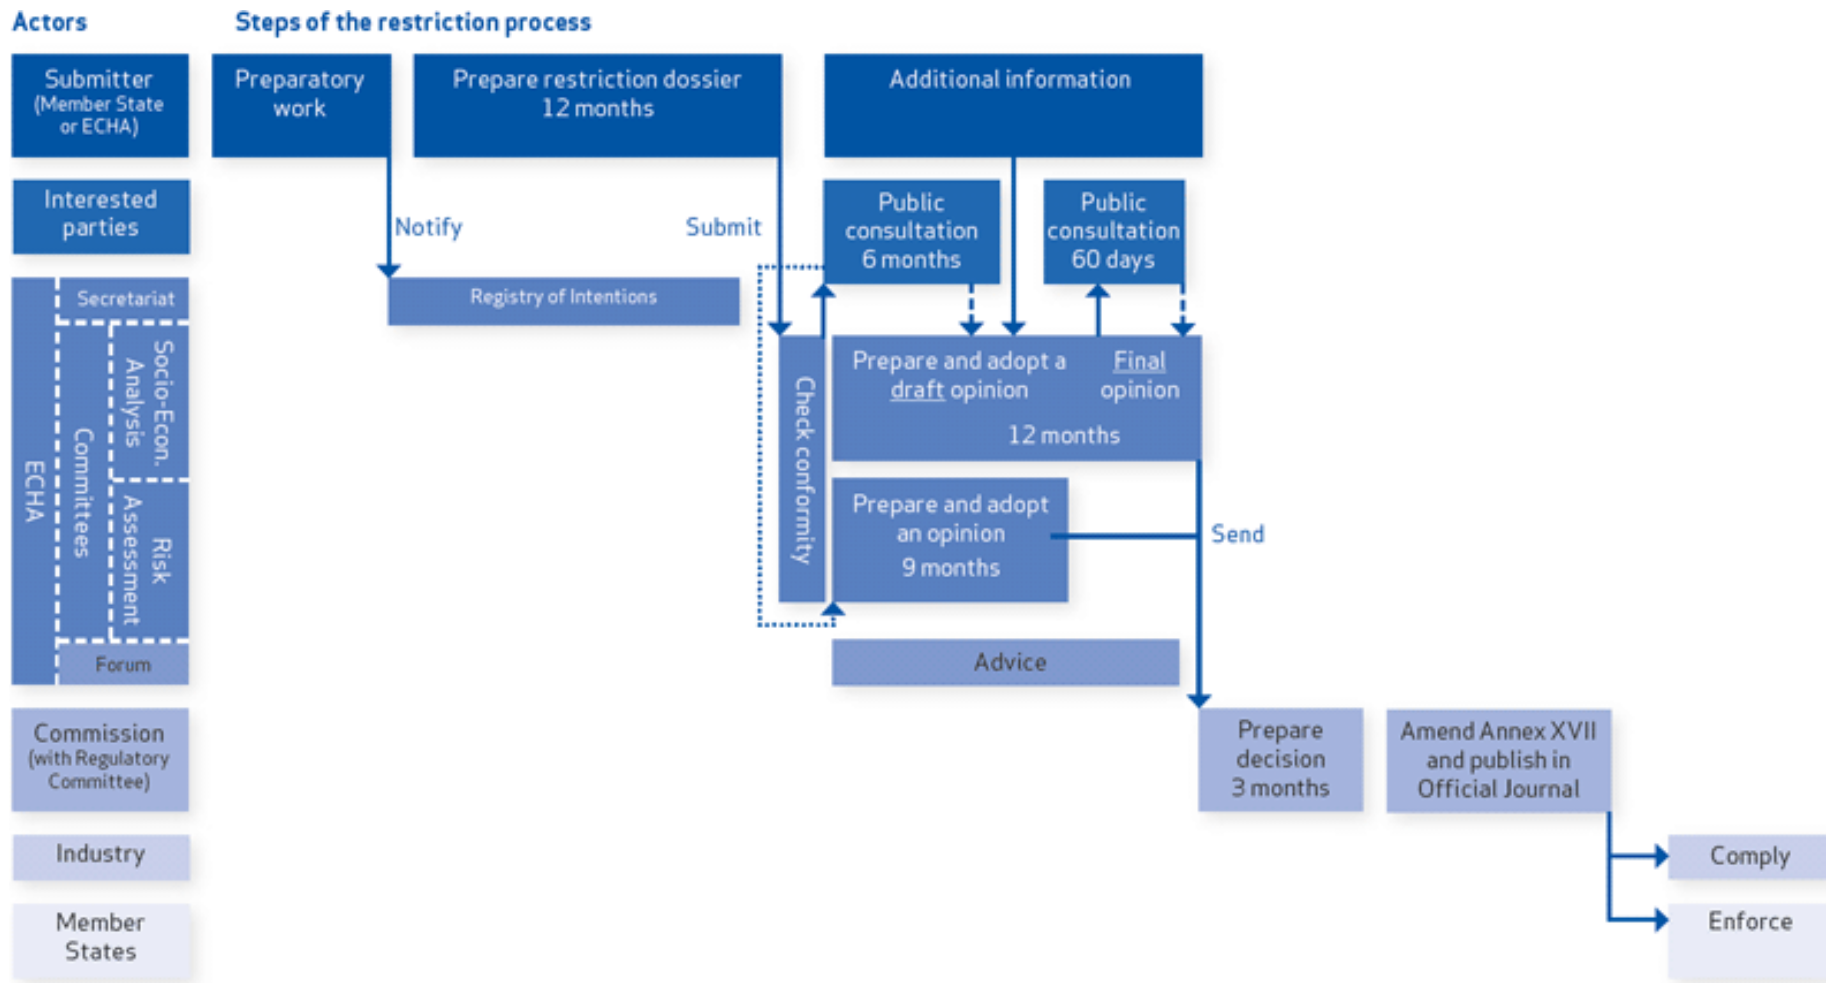 Actors
Steps of the restriction process
Submitter
(Member State
or ECHA)
Preparatory
work
Prepare restriction dossier
12 months
Additional information
Interested
parties
Notify
Submit
Public
consultation
6 months
Public
consultation
60 days
ECHA
Secretariat
Committees
Socio-Econ.
Analysis
Risk
Assessment
Forum
Registry of Intentions
Check conformity
Prepare and adopt a
draft opinion
Final
opinion
12 months
Prepare and adopt
an opinion
9 months
Send
Advice
Commission
(with Regulatory
Committee)
Prepare
decision
3 months
Amend Annex XVII
and publish in
Official Journal
Industry
Comply
Member
States
Enforce